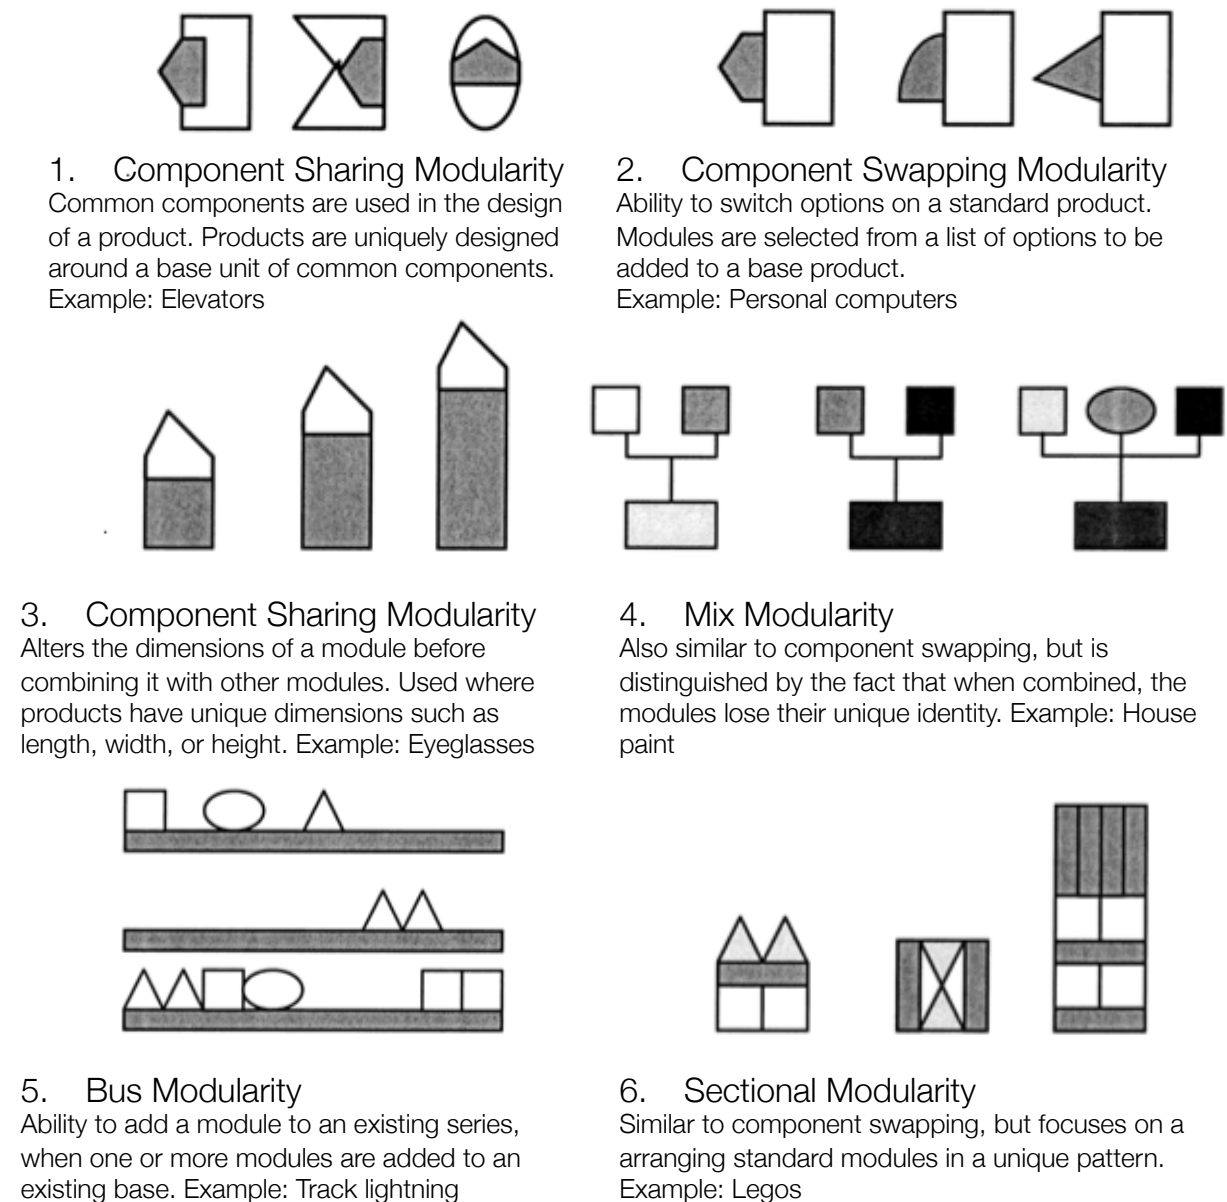 1. Component Sharing Modularity
Common components are used in the design
of a product. Products are uniquely designed
around a base unit of common components.
Example: Elevators
2. Component Swapping Modularity
Ability to switch options on a standard product.
Modules are selected from a list of options to be
added to a base product.
Example: Personal computers
3. Component Sharing Modularity
Alters the dimensions of a module before
combining it with other modules. Used where
products have unique dimensions such as
length, width, or height. Example: Eyeglasses
4. Mix Modularity
Also similar to component swapping, but is
distinguished by the fact that when combined, the
modules lose their unique identity. Example: House
paint
5. Bus Modularity
Ability to add a module to an existing series,
when one or more modules are added to an
existing base. Example: Track lightning
6. Sectional Modularity
Similar to component swapping, but focuses on a
arranging standard modules in a unique pattern.
Example: Legos